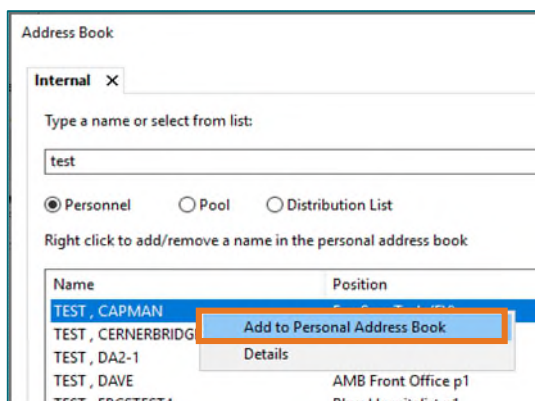 Address Book
Internal X
Type a name or select from list:
test
Personnel Pool Distribution List
Right click to add/remove a name in the personal address book
Name Position
TEST , CAPMAN
TEST , CERNERBRIDG
Add to Personal Address Book
Details
TEST , DA2-1
TEST , DAVE AMB Front Office p1